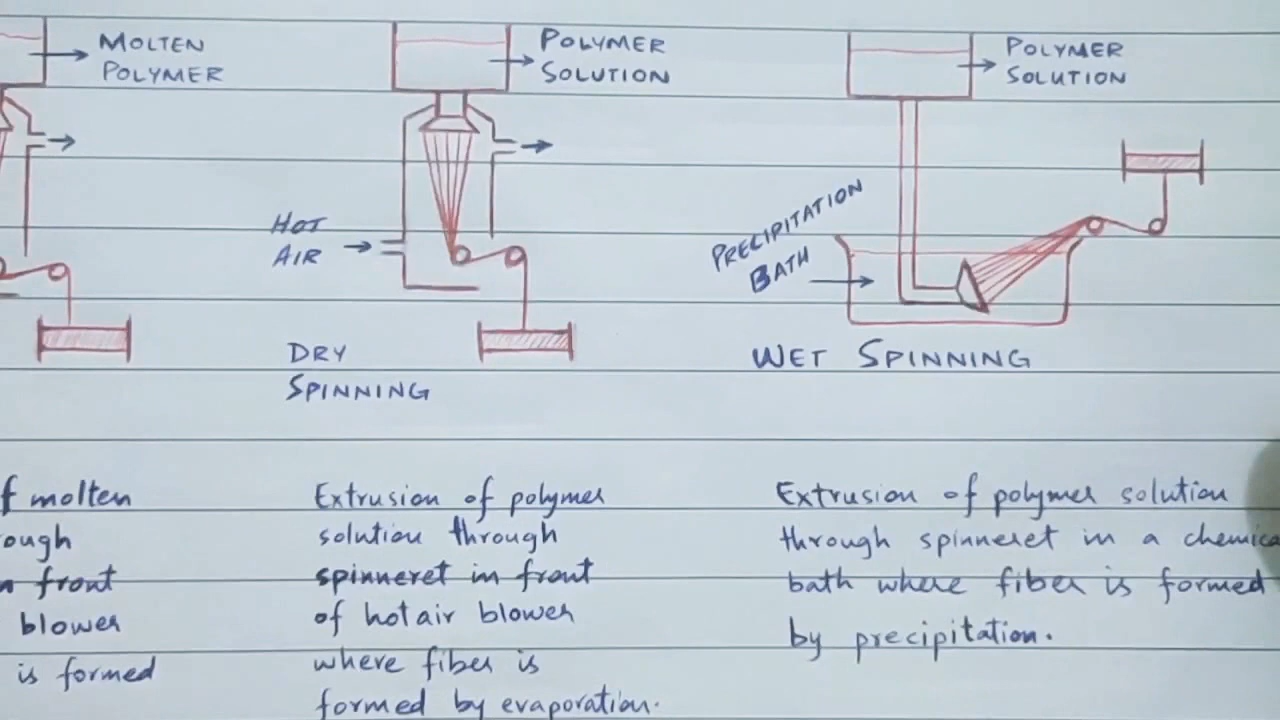 MOLTEN
POLYMER
POLYMER
SOLUTION
POLYMER
SOLUTION
HOT
AIR
PRECIPITATION
BATH
DRY
SPINNING
WET SPINNING
f molten
ough
n front
blower
is formed
Extrusion of polymer
solution through
spinneret in front
of hot air blower
where fiber is
formed by evaporation.
Extrusion of polymer solution
through spinneret in a chemica
bath where fiber is formed
by precipitation.